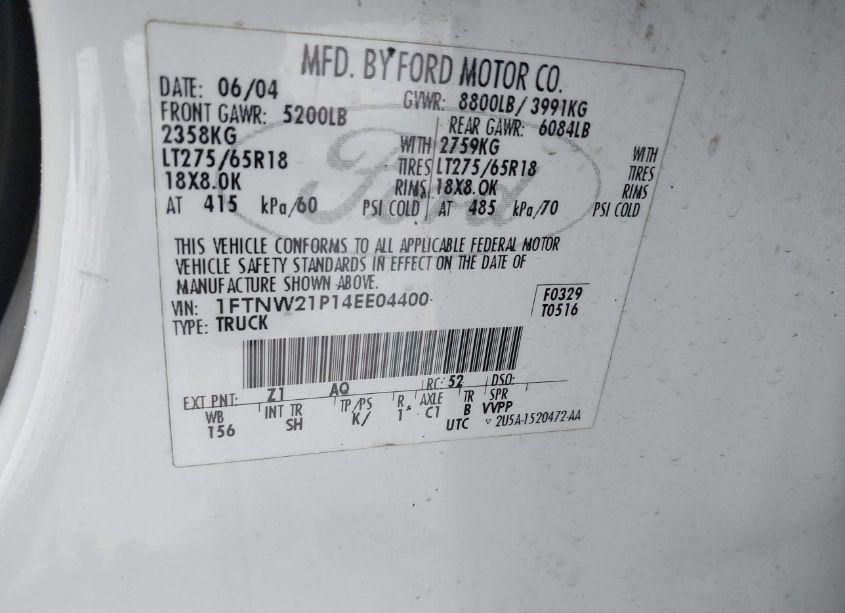 MFD. BY FORD MOTOR CO.
DATE: 06/04 GVWR: 8800LB/ 3991KG
FRONT GAWR: 5200LB REAR GAWR: 6084LB
2358KG WITH 2759KG WITH
LT275/65R18 TIRES LT275/65R18 TIRES
18X8.0K RIMS 18X8.0K RIMS
AT 415 kPa/60 PSI COLD AT 485 kPa/70 PSI COLD
Ford
THIS VEHICLE CONFORMS TO ALL APPLICABLE FEDERAL MOTOR
VEHICLE SAFETY STANDARDS IN EFFECT ON THE DATE OF
MANUFACTURE SHOWN ABOVE.
VIN: 1FTNW21P14EE04400 F0329
TYPE: TRUCK T0516
EXT PNT: Z1 AQ RC: 52 DSO:
WB INT TR TP/PS R AXLE TR SPR
T56 SH K/ 1 C1 B VVPP
UTC ▽ 2U5A-1520472-AA